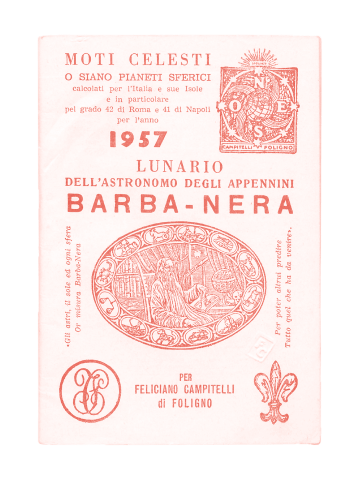 MOTI CELESTI
O SIANO PIANETI SFERICI
calcolati per l'Italia e sue Isole
e in particolare
pel grado 42 di Roma e 41 di Napoli
per l'anno
1957
N
O E
S
CAMPITELLI FOLIGNO
LUNARIO
DELL'ASTRONOMO DEGLI APPENNINI
BARBA-NERA
«Gli astri, il sole ed ogni sfera
Or misura Barba-Nera
Per poter altrui predire
Tutto quel che ha da venire».
PER
FELICIANO CAMPITELLI
di FOLIGNO